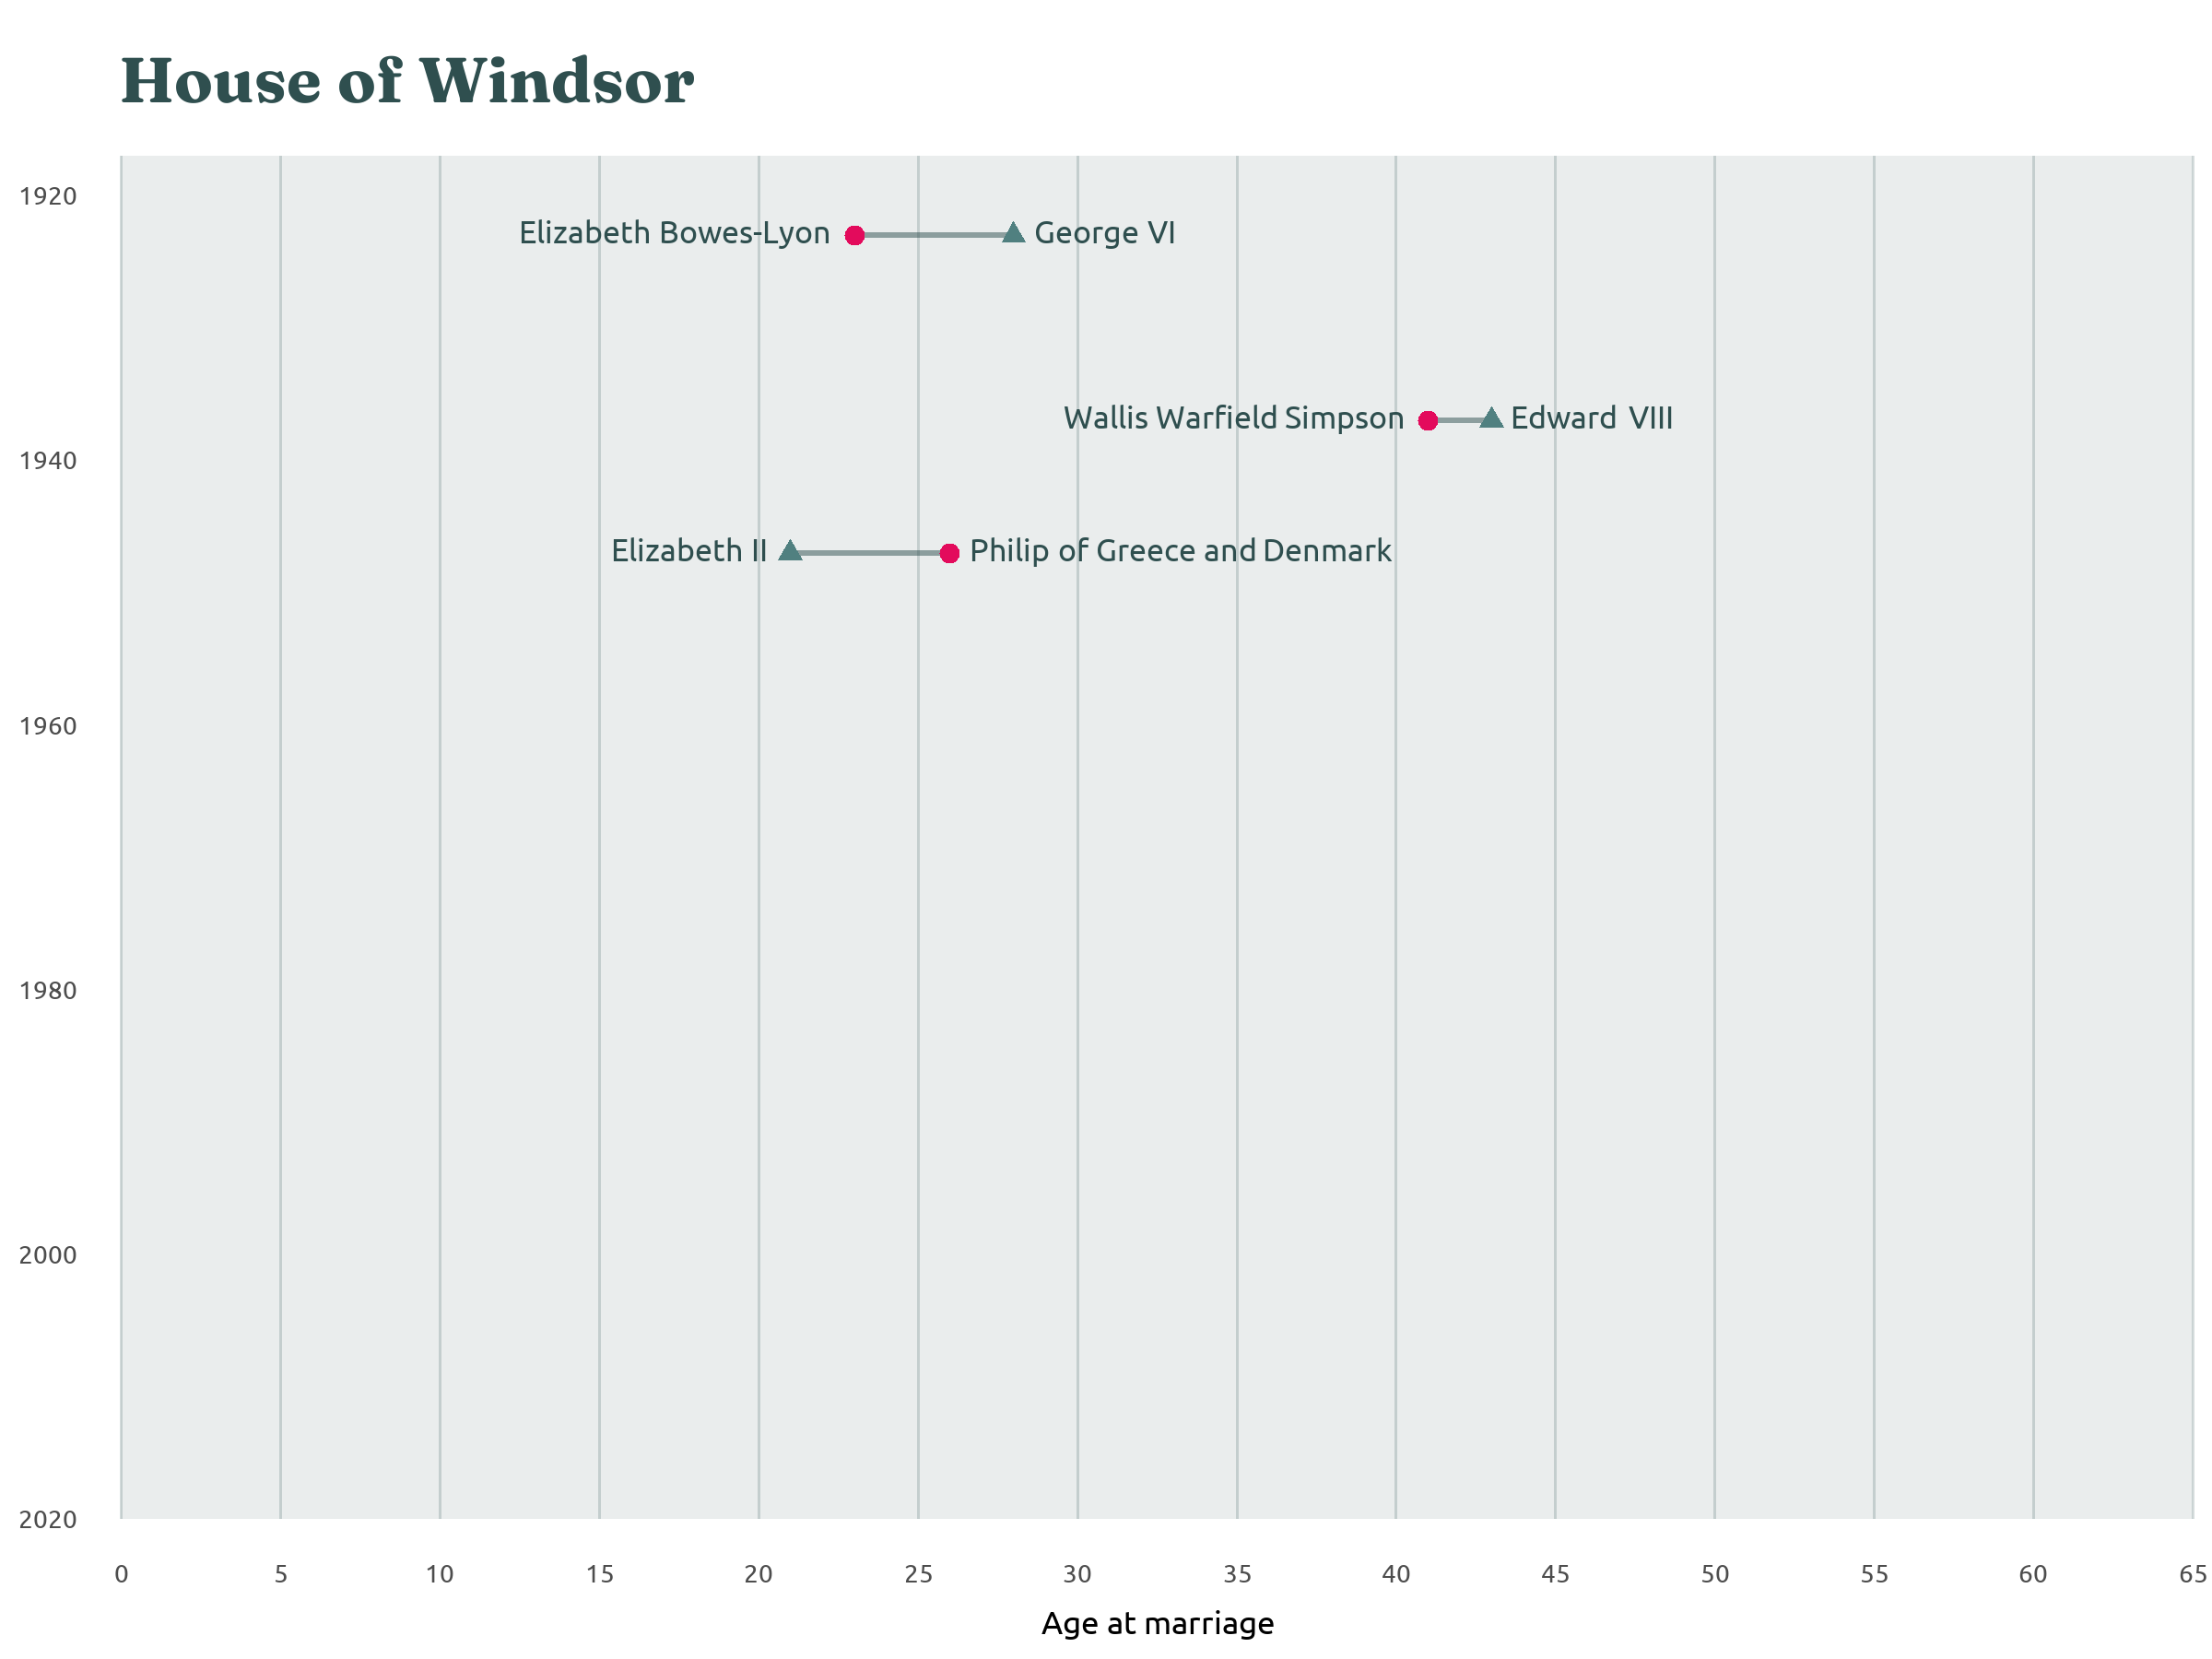 House of Windsor
1920
Elizabeth Bowes-Lyon George VI
Wallis Warfield Simpson Edward VIII
1940
Elizabeth II Philip of Greece and Denmark
1960
1980
2000
2020
0 5 10 15 20 25 30 35 40 45 50 55 60 65
Age at marriage